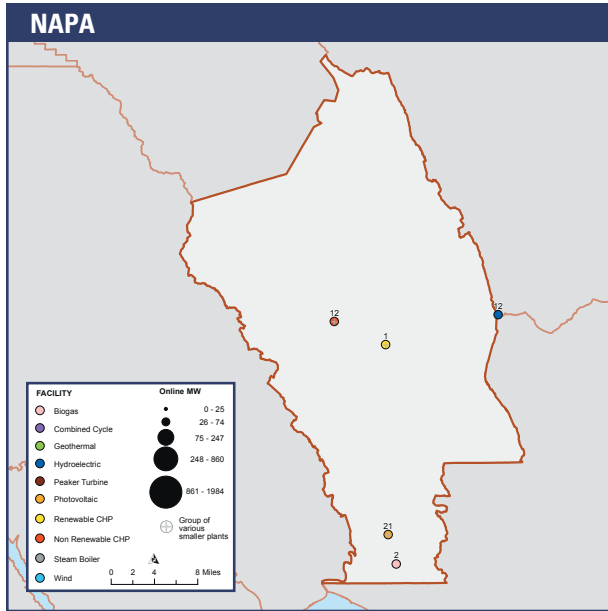 NAPA
12
12
1
21
2
FACILITY
Biogas
Combined Cycle
Geothermal
Hydroelectric
Peaker Turbine
Photovoltaic
Renewable CHP
Non Renewable CHP
Steam Boiler
Wind
Online MW
0 - 25
26 - 74
75 - 247
248 - 860
861 - 1984
Group of
various
smaller plants
0 2 4 8 Miles